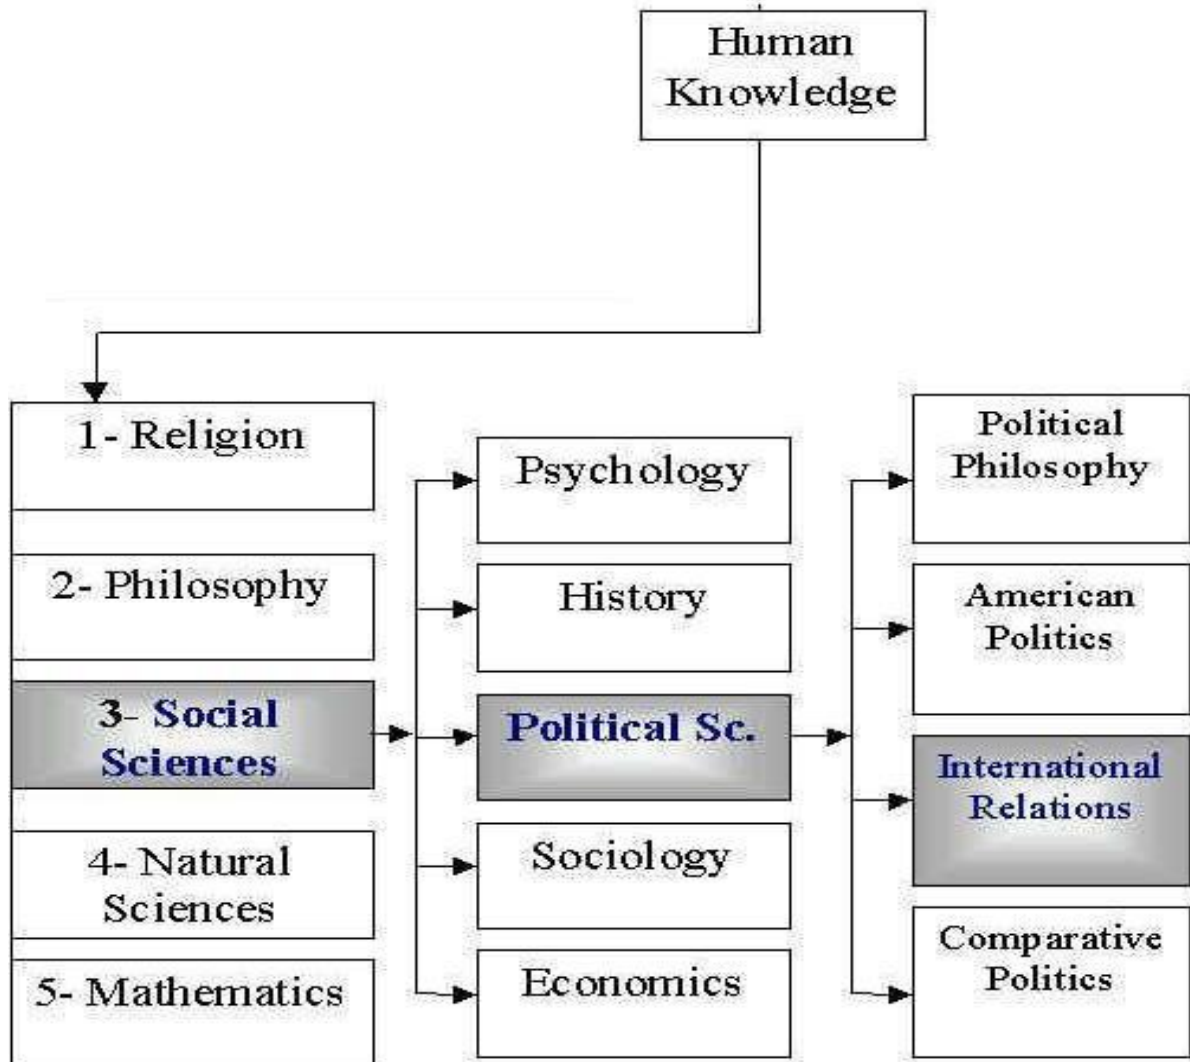 Human
Knowledge
1- Religion
2- Philosophy
3- Social
Sciences
4- Natural
Sciences
5- Mathematics
Psychology
History
Political Sc.
Sociology
Economics
Political
Philosophy
American
Politics
International
Relations
Comparative
Politics